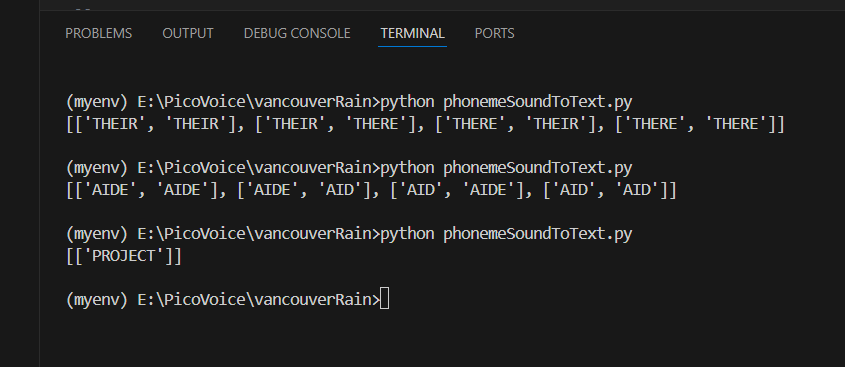 PROBLEMS OUTPUT DEBUG CONSOLE TERMINAL PORTS
(myenv) E:\PicoVoice\vancouverRain>python phonemeSoundToText.py
[['THEIR', 'THEIR'], ['THEIR', 'THERE'], ['THERE', 'THEIR'], ['THERE', 'THERE']]
(myenv) E:\PicoVoice\vancouverRain>python phonemeSoundToText.py
[['AIDE', 'AIDE'], ['AIDE', 'AID'], ['AID', 'AIDE'], ['AID', 'AID']]
(myenv) E:\PicoVoice\vancouverRain>python phonemeSoundToText.py
[['PROJECT']]
(myenv) E:\PicoVoice\vancouverRain>